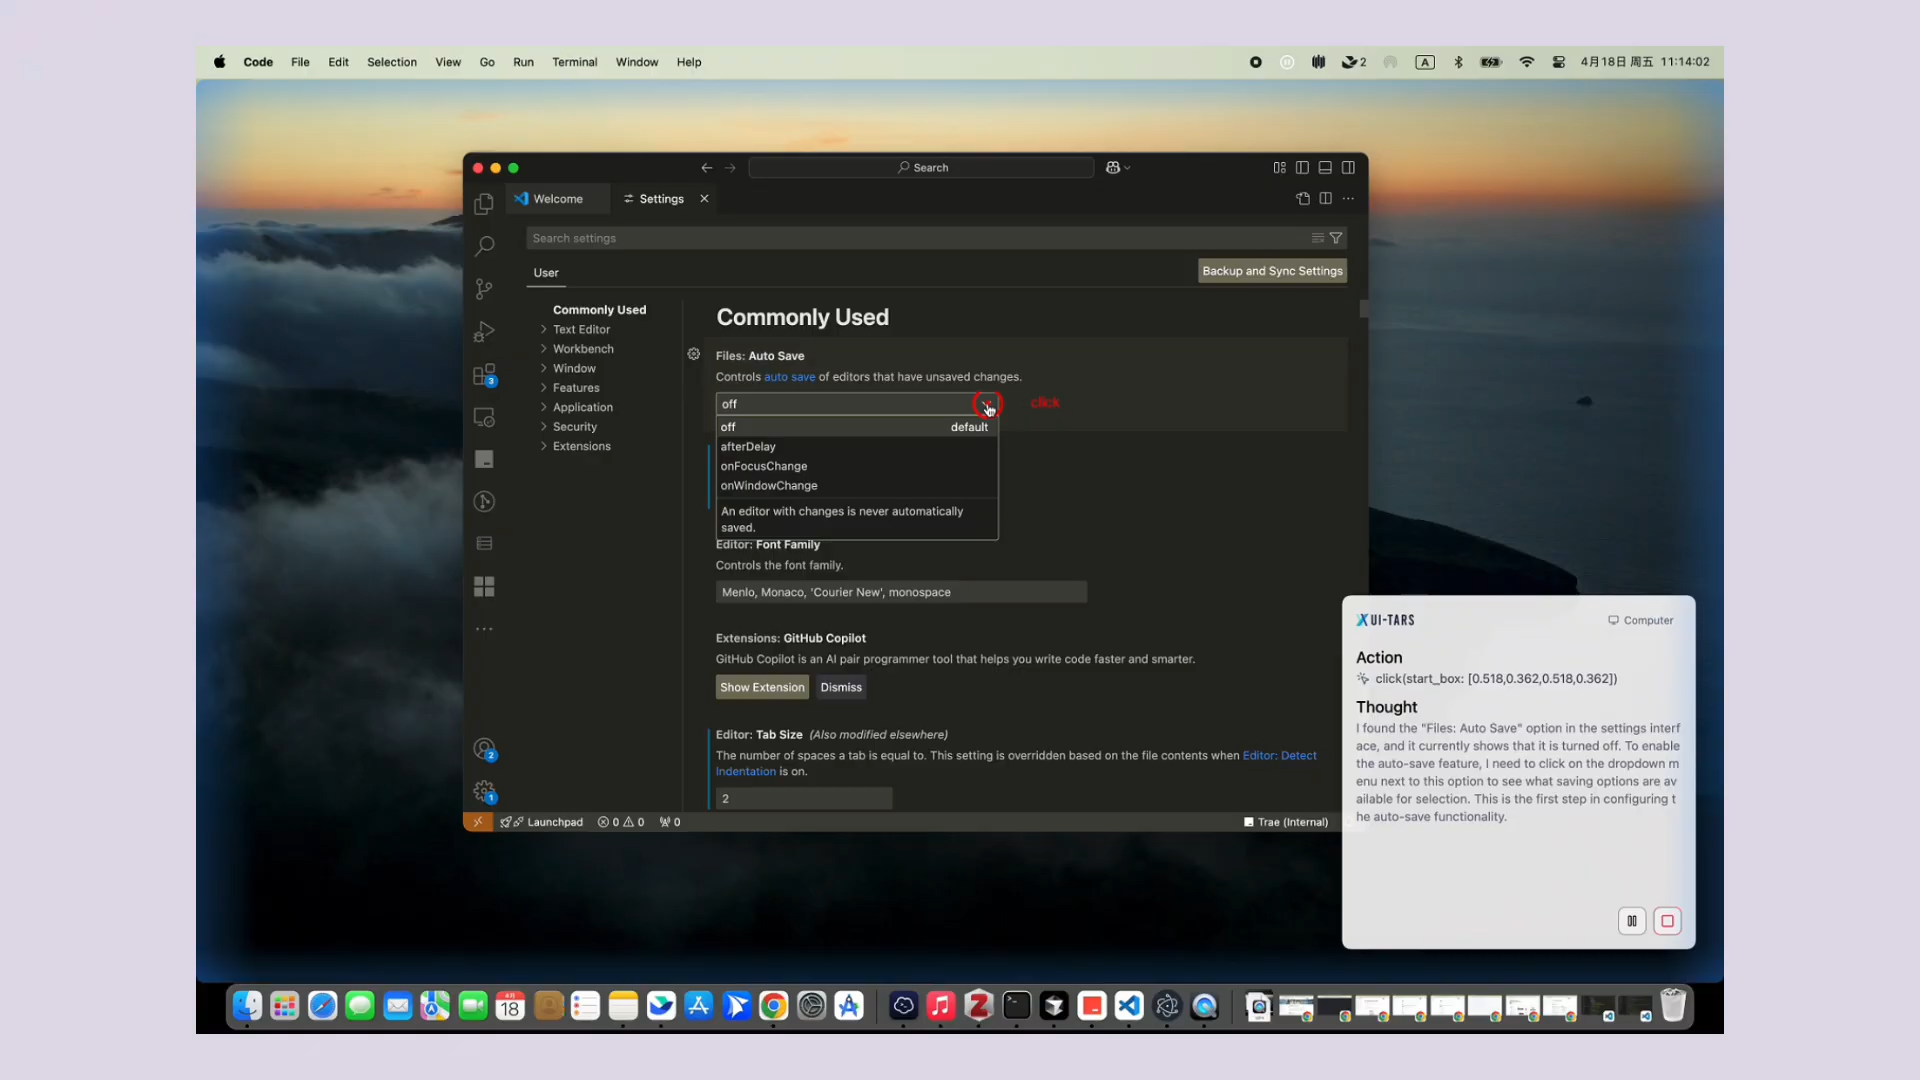 Code File Edit Selection View Go Run Terminal Window Help
2 A 4月18日 周五 11:14:02
Search
Welcome Settings
Search settings
User
Backup and Sync Settings
Commonly Used
Text Editor
Workbench
Window
Features
Application
Security
Extensions
3
2
1
Commonly Used
Files: Auto Save
Controls auto save of editors that have unsaved changes.
off
click
off default
afterDelay
onFocusChange
onWindowChange
An editor with changes is never automatically
saved.
Editor: Font Family
Controls the font family.
Menlo, Monaco, 'Courier New', monospace
Extensions: GitHub Copilot
GitHub Copilot is an AI pair programmer tool that helps you write code faster and smarter.
Show Extension Dismiss
Editor: Tab Size (Also modified elsewhere)
The number of spaces a tab is equal to. This setting is overridden based on the file contents when Editor: Detect
Indentation is on.
2
Launchpad 0 0 0
Trae (Internal)
UI-TARS Computer
Action
click(start_box: [0.518,0.362,0.518,0.362])
Thought
I found the "Files: Auto Save" option in the settings interf
ace, and it currently shows that it is turned off. To enable
the auto-save feature, I need to click on the dropdown m
enu next to this option to see what saving options are av
ailable for selection. This is the first step in configuring t
he auto-save functionality.
18